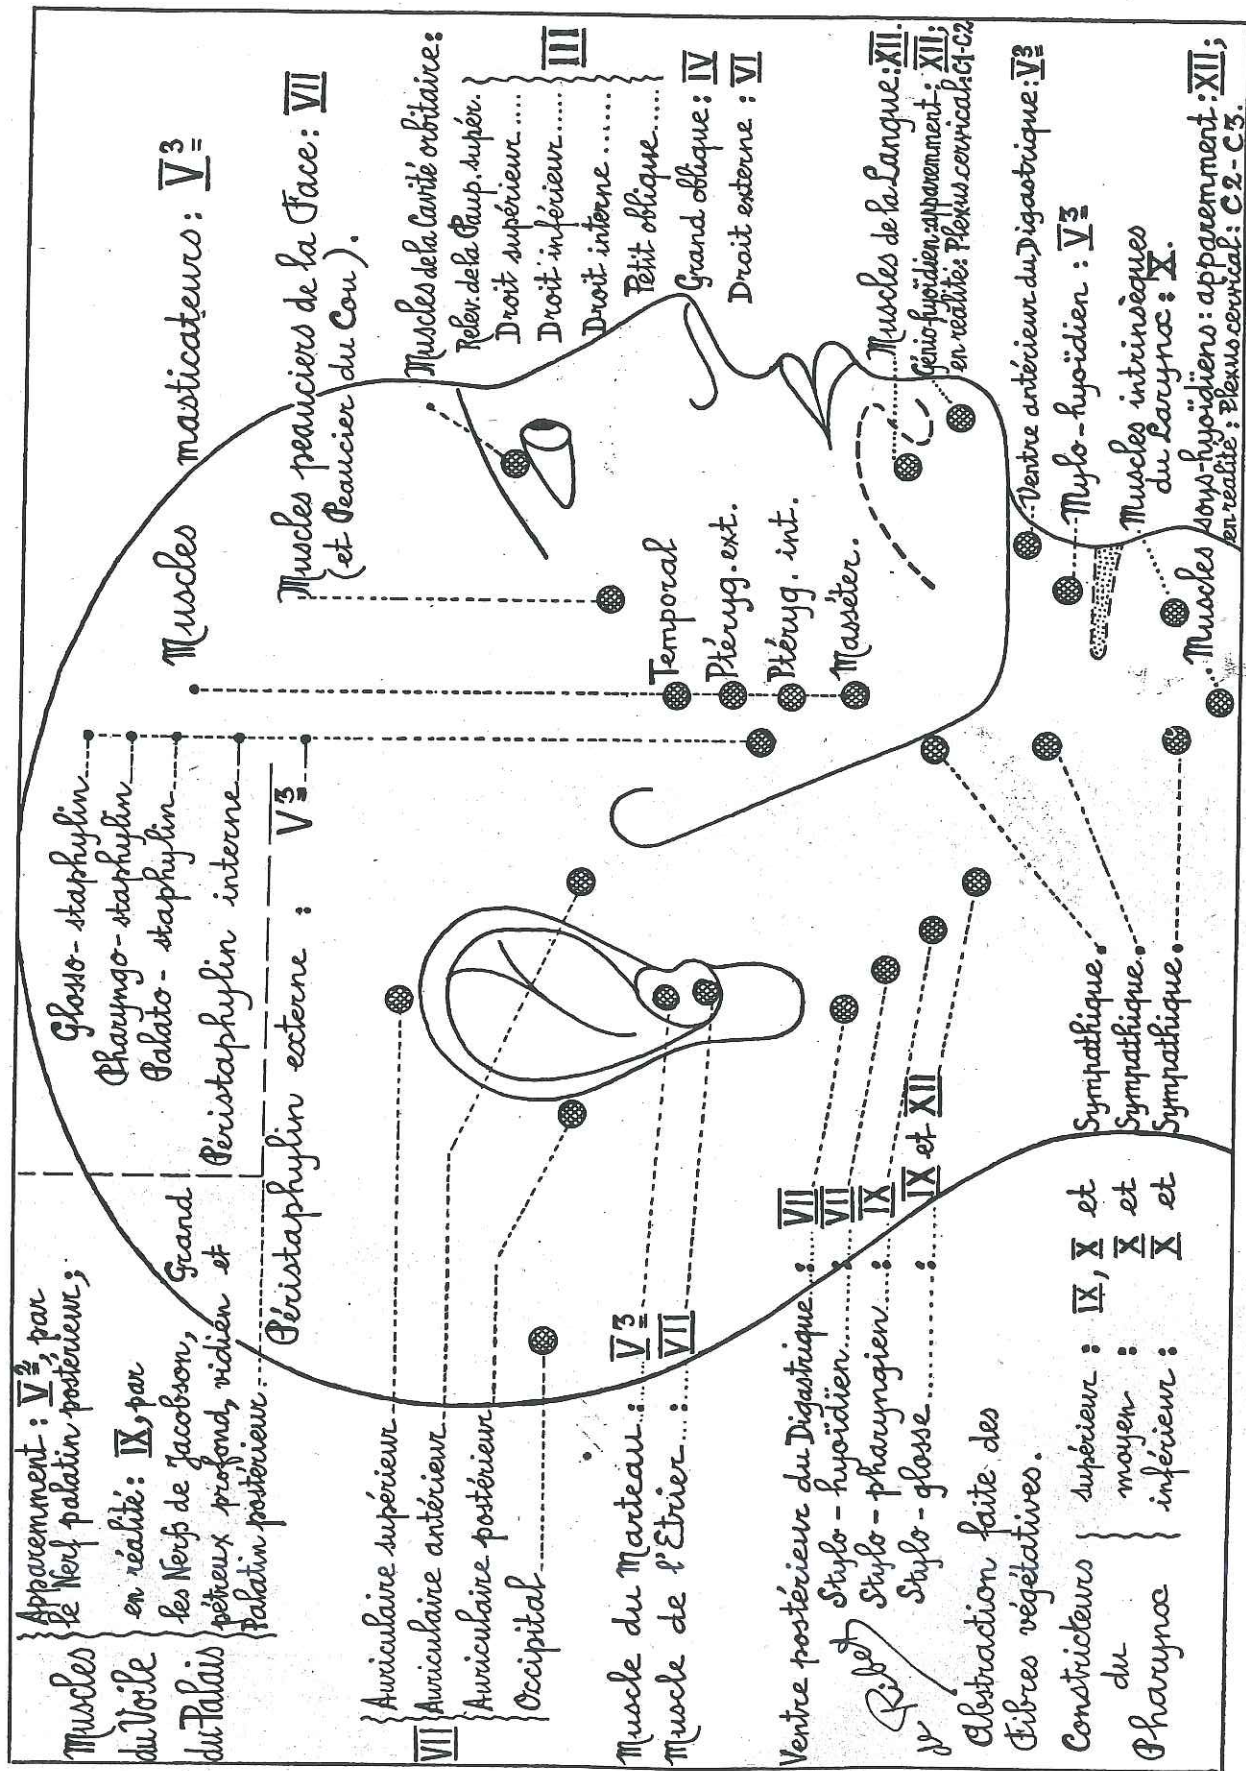 Muscles
du Voile
du Palais
Apparemment : V2, par
le Nerf palatin postérieur;
en réalité : IX, par
les Nerfs de Jacobson,
pétreux profond, vidien et Grand
Palatin postérieur
Glosso-staphylin
Pharyngo-staphylin
Palato-staphylin
Péristaphylin interne
Péristaphylin externe : V3
Muscles masticateurs : V3
Temporal
Ptéryg. ext.
Ptéryg. int.
Masséter.
Muscles peauciers de la Face : VII
(et Peaucier du Cou).
Muscles de la Cavité orbitaire :
Relev. de la Paup. supér.
Droit supérieur
Droit inférieur
Droit interne
Petit oblique
III
Grand oblique : IV
Droit externe : VI
VII
Auriculaire supérieur
Auriculaire antérieur
Auriculaire postérieur
Occipital
Muscle du Marteau : V3
Muscle de l'Etrier : VII
Ventre postérieur du Digastrique : VII
Stylo-hyoïdien : VII
Stylo-pharyngien : IX
Stylo-glosse : IX et XII
Ribet
Abstraction faite des
Fibres végétatives.
Constricteurs
du
Pharynx
supérieur : IX, X et Sympathique
moyen : X et Sympathique
inférieur : X et Sympathique
Muscles de la Langue : XII.
Génio-hyoïdien : apparemment : XII;
en réalité : Plexus cervical : C1-C2
Ventre antérieur du Digastrique : V3
Mylo-hyoïdien : V3
Muscles intrinsèques
du Larynx : X.
Muscles sous-hyoïdiens : apparemment : XII;
en réalité : Plexus cervical : C2-C3.